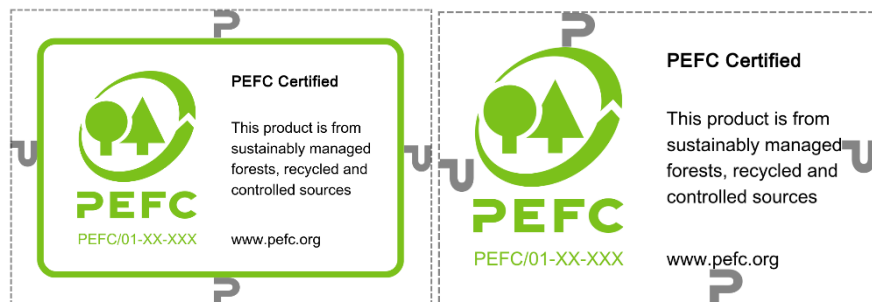 P
PEFC Certified
This product is from
sustainably managed
forests, recycled and
controlled sources
PEFC
PEFC/01-XX-XXX
www.pefc.org
P
P
P
P
PEFC Certified
This product is from
sustainably managed
forests, recycled and
controlled sources
PEFC
PEFC/01-XX-XXX
www.pefc.org
P
P
P